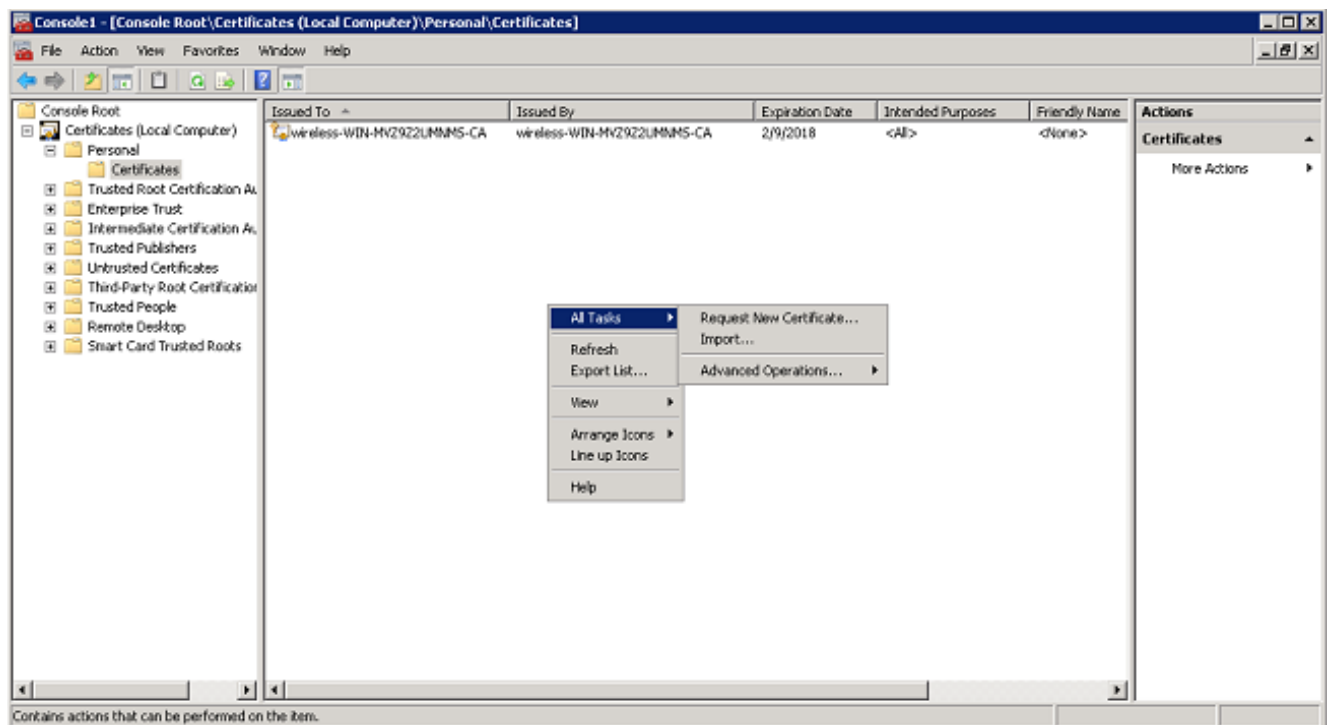 Console1 - [Console Root\Certificates (Local Computer)\Personal\Certificates]
File Action View Favorites Window Help
Console Root
Certificates (Local Computer)
Personal
Certificates
Trusted Root Certification Au
Enterprise Trust
Intermediate Certification Au
Trusted Publishers
Untrusted Certificates
Third-Party Root Certification
Trusted People
Remote Desktop
Smart Card Trusted Roots
Issued To Issued By Expiration Date Intended Purposes Friendly Name
wireless-WIN-MVZ9Z2UMNMS-CA wireless-WIN-MVZ9Z2UMNMS-CA 2/9/2018 <All> <None>
All Tasks
Refresh
Export List...
View
Arrange Icons
Line up Icons
Help
Request New Certificate...
Import...
Advanced Operations...
Actions
Certificates
More Actions
Contains actions that can be performed on the item.